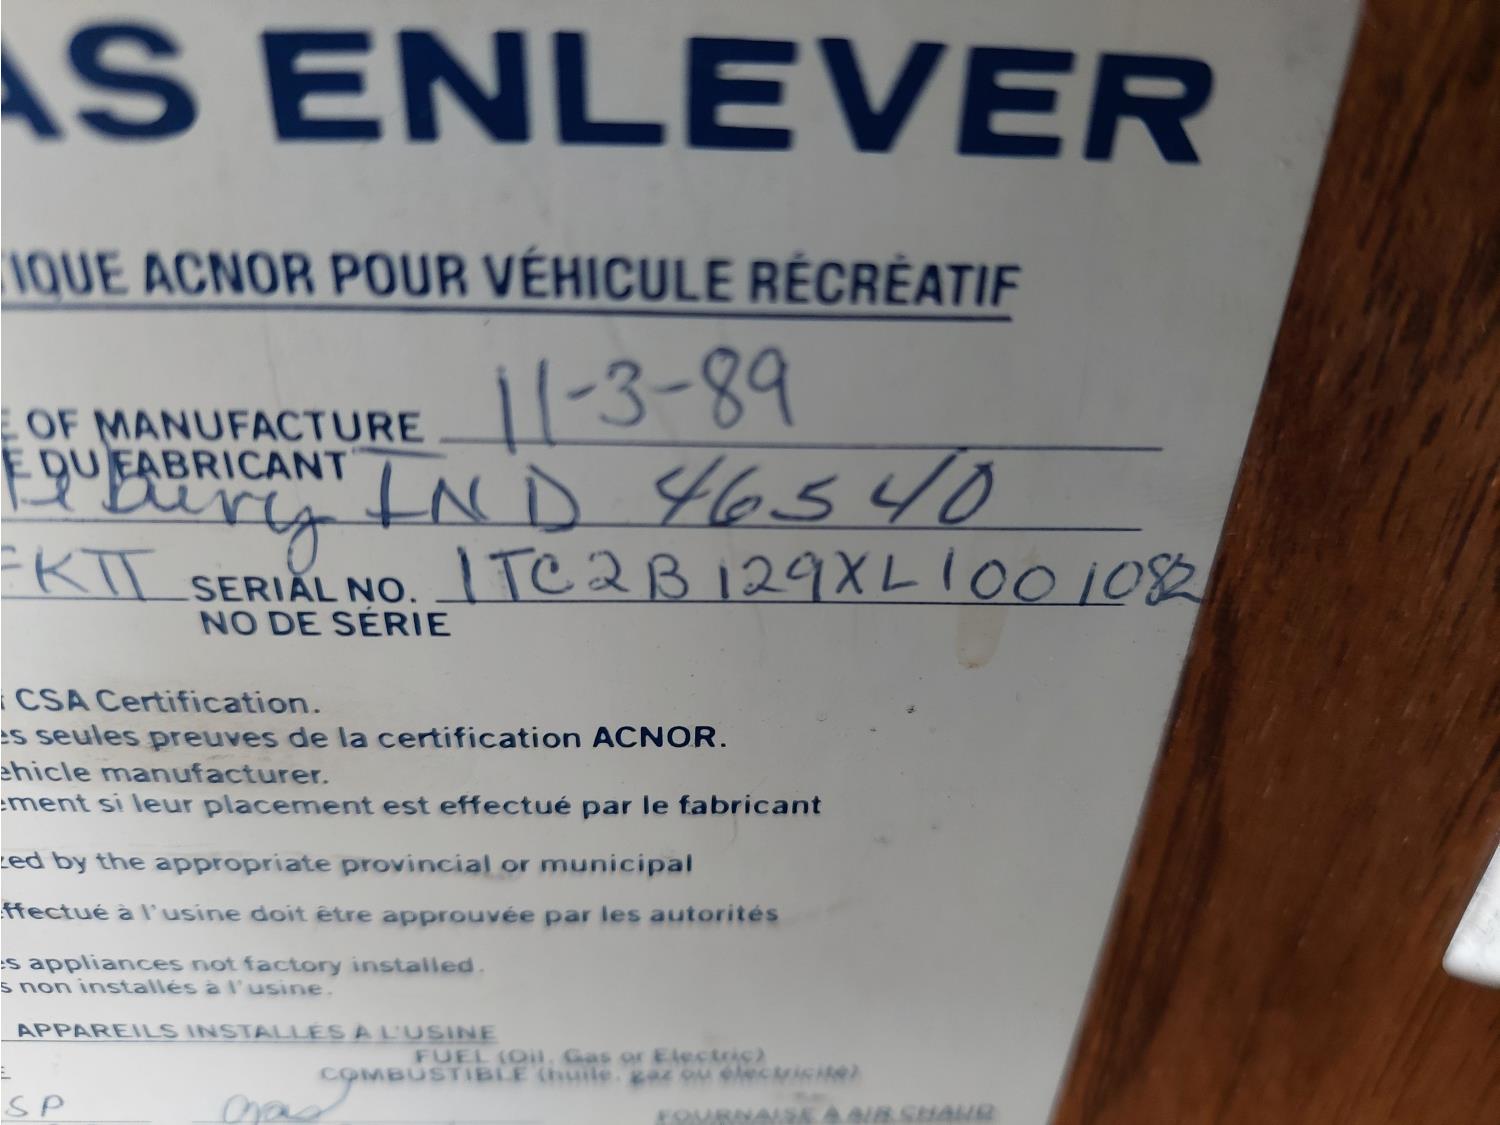 AS ENLEVER
IQUE ACNOR POUR VÉHICULE RÉCRÉATIF
E OF MANUFACTURE 11-3-89
E DU FABRICANT
lebury IND 46540
FKTT SERIAL NO. 1TC2B129XL1001082
NO DE SÉRIE
CSA Certification.
es seules preuves de la certification ACNOR.
ehicle manufacturer.
ement si leur placement est effectué par le fabricant
zed by the appropriate provincial or municipal
ffectué à l'usine doit être approuvée par les autorités
es appliances not factory installed.
s non installés à l'usine.
APPAREILS INSTALLÉS À L'USINE
FUEL (Oil, Gas or Electric)
E COMBUSTIBLE (huile, gaz ou électricité)
SP gas
FOURNAISE À AIR CHAUD